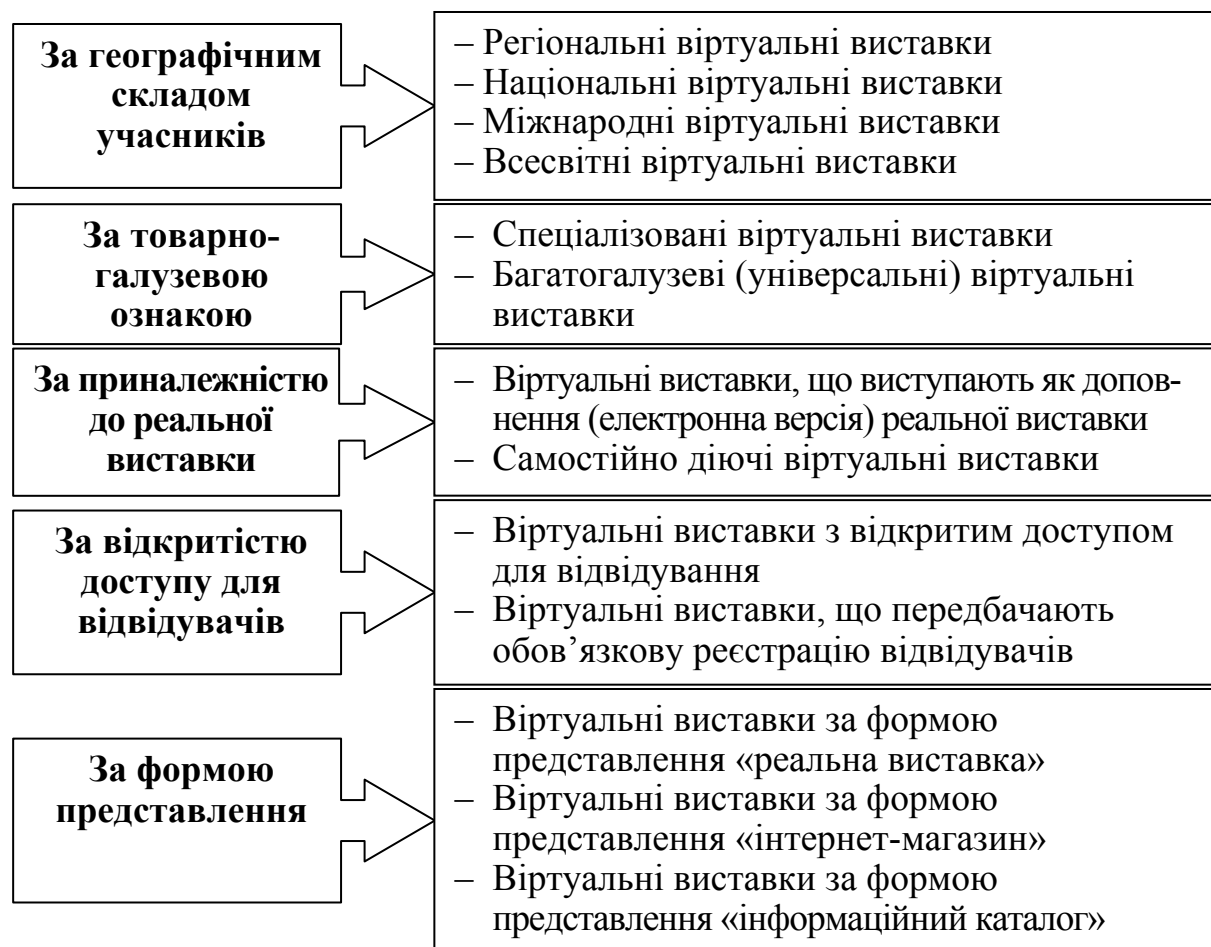 За географічним
складом
учасників
– Регіональні віртуальні виставки
– Національні віртуальні виставки
– Міжнародні віртуальні виставки
– Всесвітні віртуальні виставки
За товарно-
галузевою
ознакою
– Спеціалізовані віртуальні виставки
– Багатогалузеві (універсальні) віртуальні
виставки
За приналежністю
до реальної
виставки
– Віртуальні виставки, що виступають як допов-
нення (електронна версія) реальної виставки
– Самостійно діючі віртуальні виставки
За відкритістю
доступу для
відвідувачів
– Віртуальні виставки з відкритим доступом
для відвідування
– Віртуальні виставки, що передбачають
обов’язкову реєстрацію відвідувачів
За формою
представлення
– Віртуальні виставки за формою
представлення «реальна виставка»
– Віртуальні виставки за формою
представлення «інтернет-магазин»
– Віртуальні виставки за формою
представлення «інформаційний каталог»